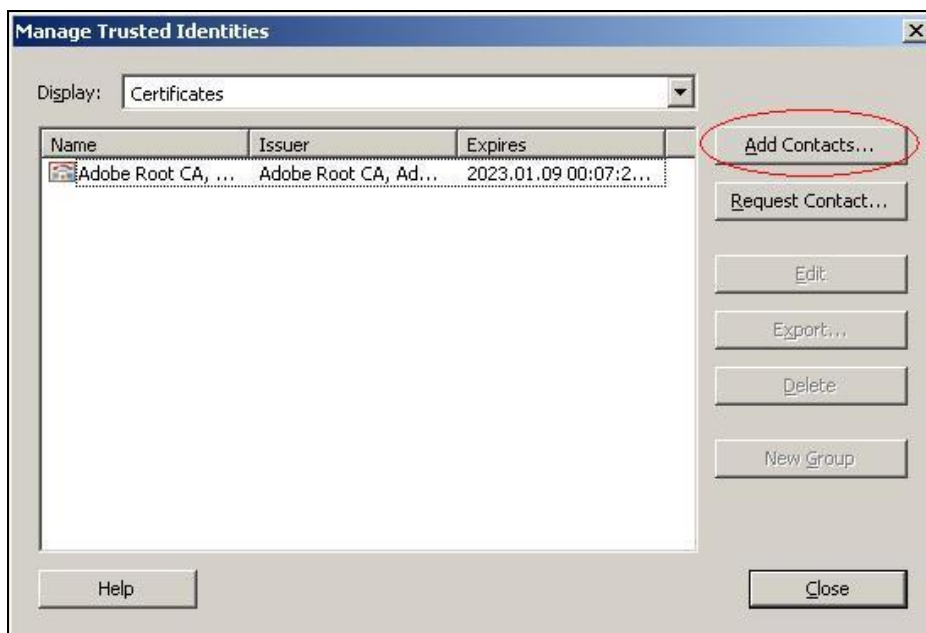 Manage Trusted Identities
Display: Certificates
Name Issuer Expires
Adobe Root CA, ... Adobe Root CA, Ad... 2023.01.09 00:07:2...
Add Contacts...
Request Contact...
Edit
Export...
Delete
New Group
Help Close